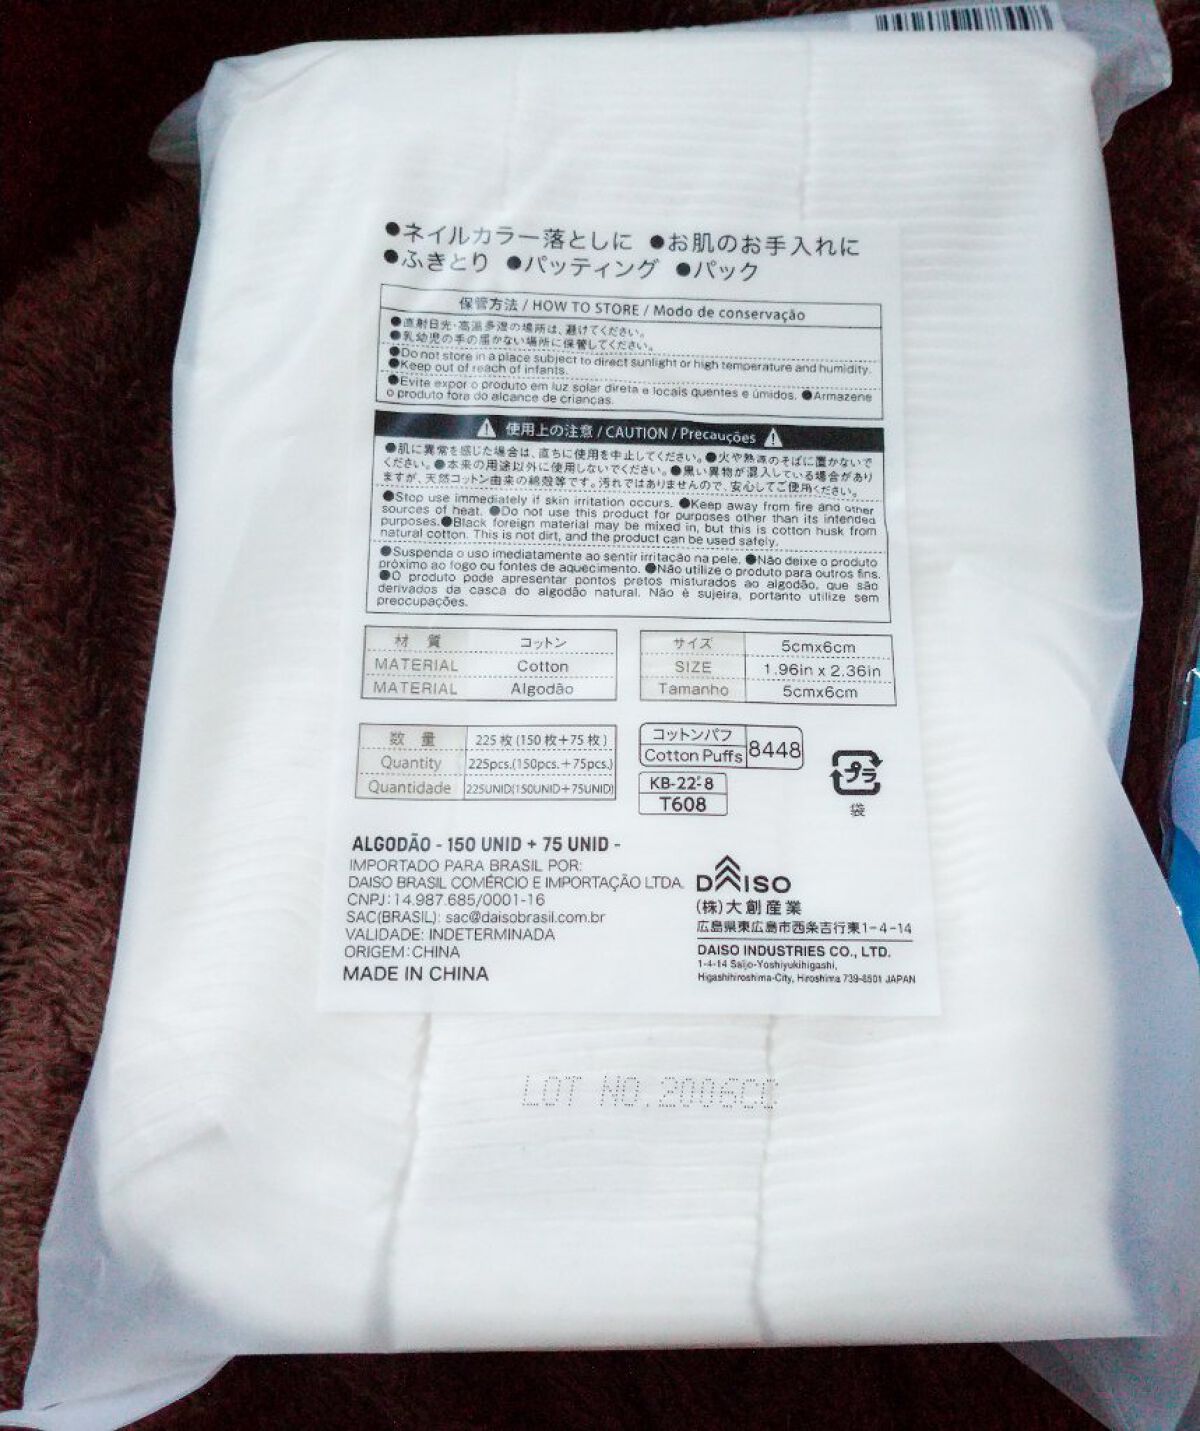 ●ネイルカラー落としに ●お肌のお手入れに
●ふきとり ●パッティング ●パック
保管方法 / HOW TO STORE / Modo de conservação
●直射日光・高温多湿の場所は、避けてください。
●乳幼児の手の届かない場所に保管してください。
●Do not store in a place subject to direct sunlight or high temperature and humidity.
●Keep out of reach of infants.
●Evite expor o produto em luz solar direta e locais quentes e úmidos. ●Armazene
o produto fora do alcance de crianças.
使用上の注意 / CAUTION / Precauções
●肌に異常を感じた場合は、直ちに使用を中止してください。●火や熱源のそばに置かないで
ください。●本来の用途以外に使用しないでください。●黒い異物が混入している場合があり
ますが、天然コットン由来の綿殻等です。汚れではありませんので、安心してご使用ください。
●Stop use immediately if skin irritation occurs. ●Keep away from fire and other
sources of heat. ●Do not use this product for purposes other than its intended
purposes.●Black foreign material may be mixed in, but this is cotton husk from
natural cotton. This is not dirt, and the product can be used safely.
●Suspenda o uso imediatamente ao sentir irritação na pele. ●Não deixe o produto
próximo ao fogo ou fontes de aquecimento. ●Não utilize o produto para outros fins.
●O produto pode apresentar pontos pretos misturados ao algodão, que são
derivados da casca do algodão natural. Não é sujeira, portanto utilize sem
preocupações.
材 質 コットン
MATERIAL Cotton
MATERIAL Algodão
サイズ 5cmx6cm
SIZE 1.96in x 2.36in
Tamanho 5cmx6cm
数 量 225枚(150枚+75枚)
Quantity 225pcs.(150pcs.+75pcs.)
Quantidade 225UNID(150UNID+75UNID)
コットンパフ
Cotton Puffs 8448
KB-22-8
T608
プラ
袋
ALGODÃO - 150 UNID + 75 UNID -
IMPORTADO PARA BRASIL POR:
DAISO BRASIL COMÉRCIO E IMPORTAÇÃO LTDA.
CNPJ:14.987.685/0001-16
SAC(BRASIL): sac@daisobrasil.com.br
VALIDADE: INDETERMINADA
ORIGEM:CHINA
MADE IN CHINA
DAISO
(株)大創産業
広島県東広島市西条吉行東1-4-14
DAISO INDUSTRIES CO., LTD.
1-4-14 Saijo-Yoshiyukihigashi,
Higashihiroshima-City, Hiroshima 739-8501 JAPAN
LOT NO.2006CC